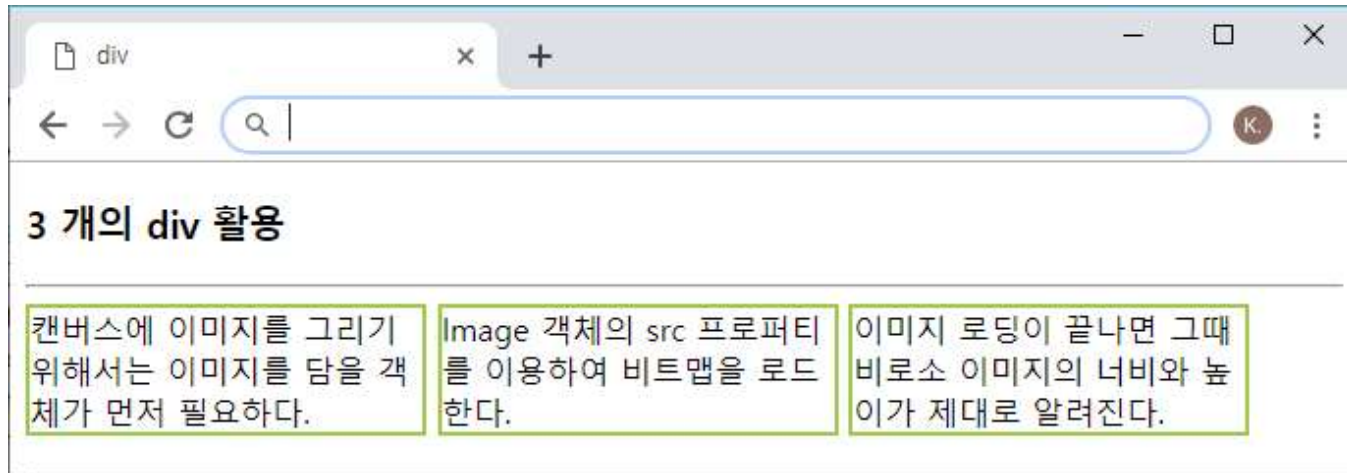 div
K.
3 개의 div 활용
캔버스에 이미지를 그리기
위해서는 이미지를 담을 객
체가 먼저 필요하다.
Image 객체의 src 프로퍼티
를 이용하여 비트맵을 로드
한다.
이미지 로딩이 끝나면 그때
비로소 이미지의 너비와 높
이가 제대로 알려진다.